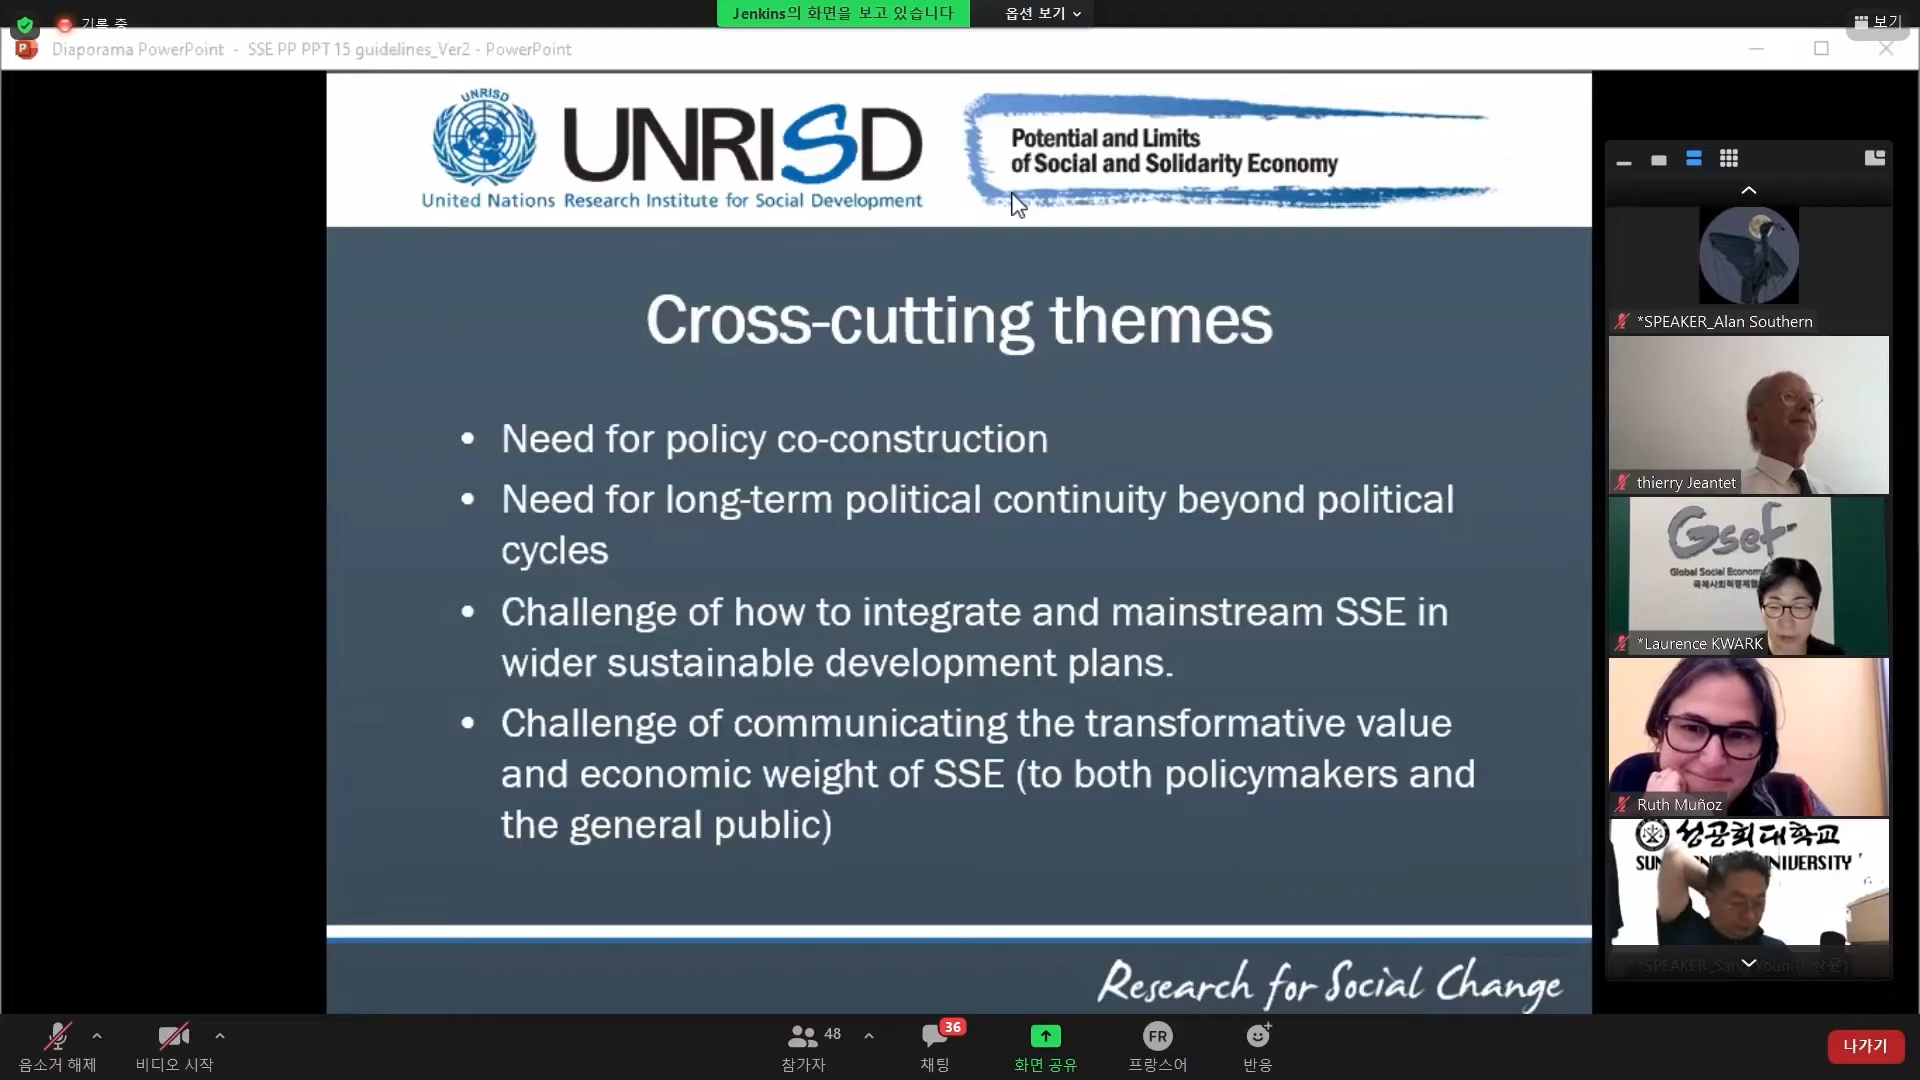 기록 중
Jenkins의 화면을 보고 있습니다
옵션 보기
보기
Diaporama PowerPoint - SSE PP PPT 15 guidelines_Ver2 - PowerPoint
UNRISD
UNRISD
United Nations Research Institute for Social Development
Potential and Limits
of Social and Solidarity Economy
Cross-cutting themes
• Need for policy co-construction
• Need for long-term political continuity beyond political
cycles
• Challenge of how to integrate and mainstream SSE in
wider sustainable development plans.
• Challenge of communicating the transformative value
and economic weight of SSE (to both policymakers and
the general public)
Research for Social Change
*SPEAKER_Alan Southern
thierry Jeantet
Gsef
Global Social Econom
*Laurence KWARK
Ruth Muñoz
성공회대학교
UNIVERSITY
음소거 해제
비디오 시작
48
참가자
36
채팅
화면 공유
FR
프랑스어
반응
나가기